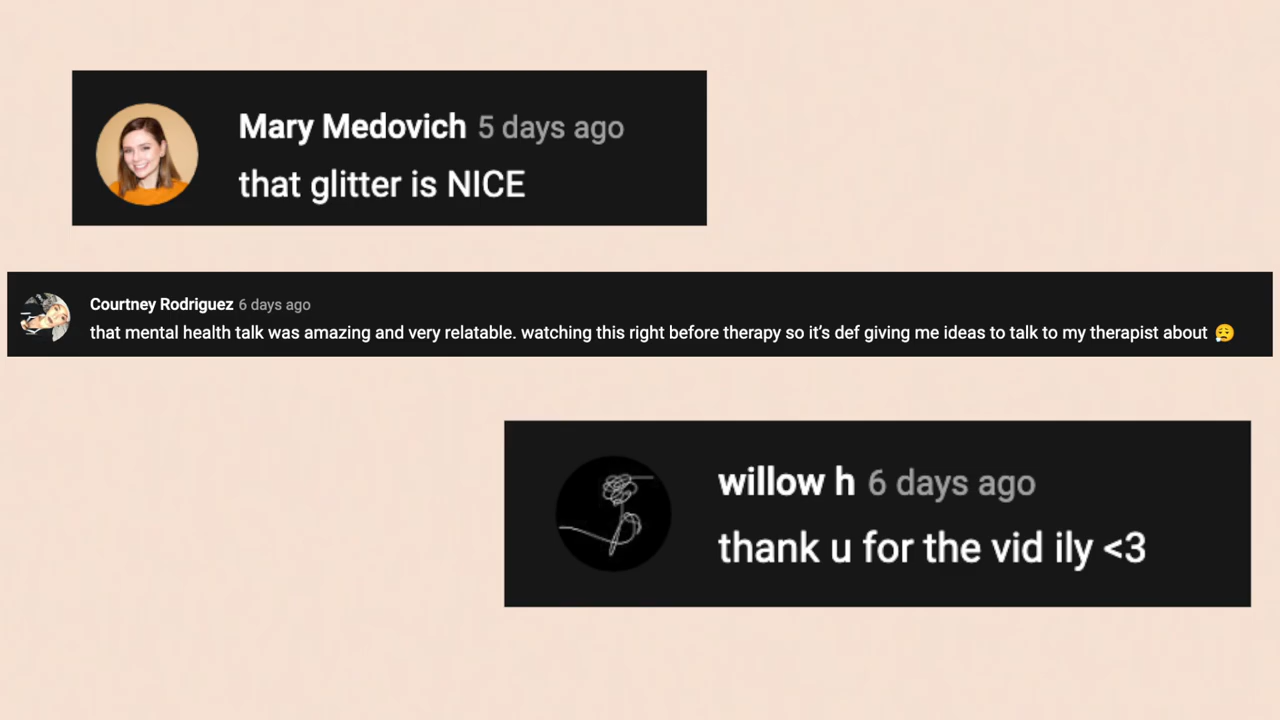 Mary Medovich 5 days ago
that glitter is NICE
Courtney Rodriguez 6 days ago
that mental health talk was amazing and very relatable. watching this right before therapy so it’s def giving me ideas to talk to my therapist about 😮‍💨
willow h 6 days ago
thank u for the vid ily <3